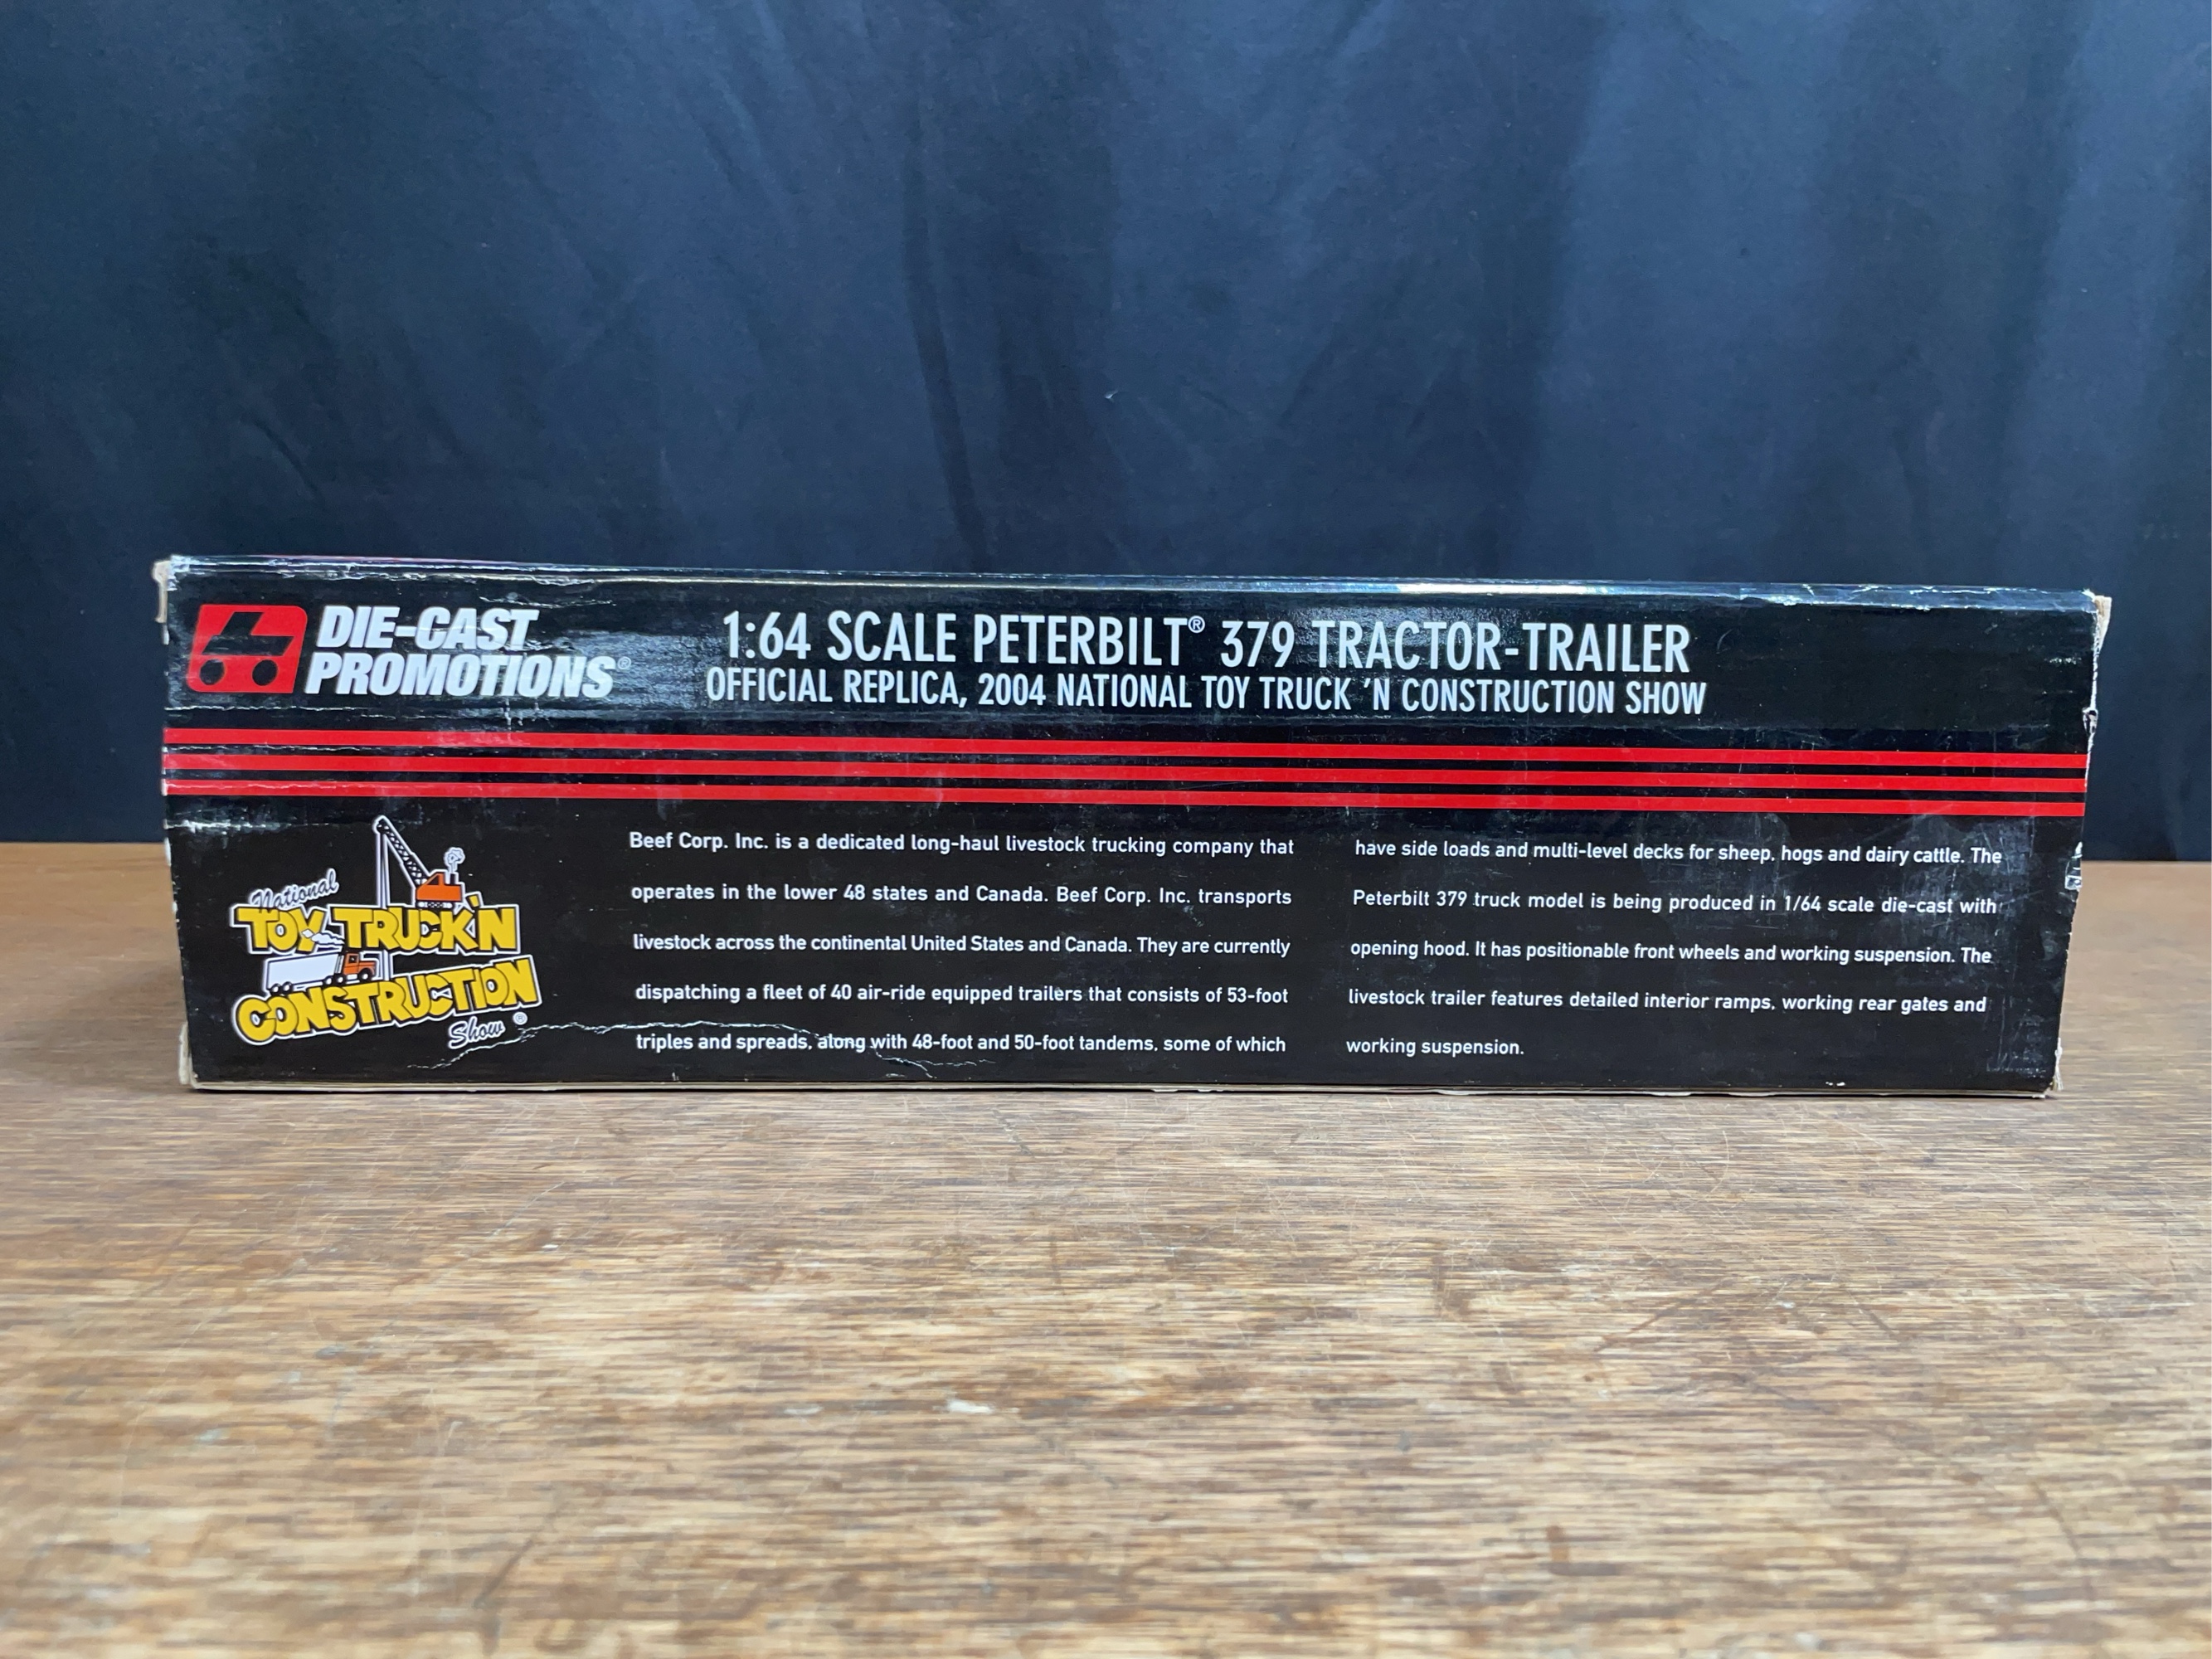 DIE-CAST
PROMOTIONS®
1:64 SCALE PETERBILT® 379 TRACTOR-TRAILER
OFFICIAL REPLICA, 2004 NATIONAL TOY TRUCK 'N CONSTRUCTION SHOW
National
TOY TRUCK'N
CONSTRUCTION
Show ®
Beef Corp. Inc. is a dedicated long-haul livestock trucking company that
operates in the lower 48 states and Canada. Beef Corp. Inc. transports
livestock across the continental United States and Canada. They are currently
dispatching a fleet of 40 air-ride equipped trailers that consists of 53-foot
triples and spreads, along with 48-foot and 50-foot tandems, some of which
have side loads and multi-level decks for sheep, hogs and dairy cattle. The
Peterbilt 379 truck model is being produced in 1/64 scale die-cast with
opening hood. It has positionable front wheels and working suspension. The
livestock trailer features detailed interior ramps, working rear gates and
working suspension.